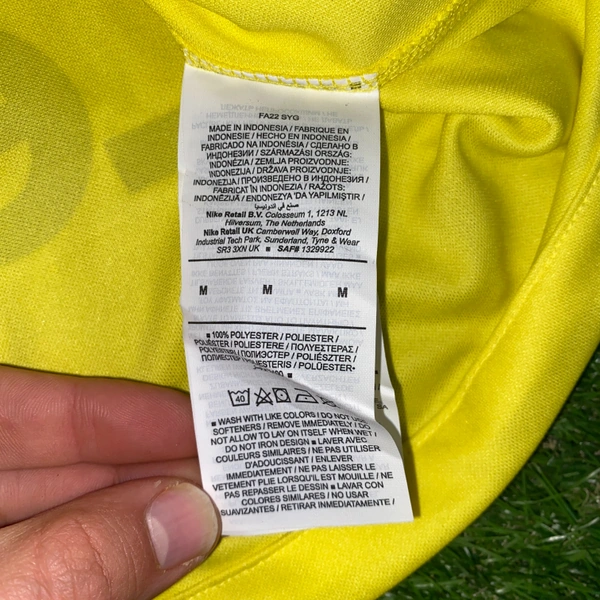 FA22 SYG
MADE IN INDONESIA / FABRIQUE EN
INDONESIE / HECHO EN INDONESIA /
FABRICADO NA INDONÉSIA / СДЕЛАНО В
ИНДОНЕЗИИ / SZÁRMAZÁSI ORSZÁG:
INDONÉZIA / ZEMLJA PROIZVODNJE:
INDONEZIJA / DRŽAVA PROIZVODNJE:
INDONEZIJA / ПРОИЗВЕДЕНО В ИНДОНЕЗИЯ /
FABRICAT ÎN INDONEZIA / RAŽOTS:
INDONĒZIJĀ / ENDONEZYA 'DA YAPILMIŞTIR /
صنع في اندونيسيا
Nike Retail B.V. Colosseum 1, 1213 NL
Hilversum, The Netherlands
Nike Retail UK Camberwell Way, Doxford
Industrial Tech Park, Sunderland, Tyne & Wear
SR3 3XN UK ■ SAF# 1329922
M M M
■ 100% POLYESTER / POLIESTER /
POLIÉSTER / POLIESTERE / ΠΟΛΥΕΣΤΕΡΑΣ /
POLYESTER / ПОЛИЭСТЕР / POLIÉSZTER /
ПОЛИЕСТЕР
40
■ WASH WITH LIKE COLORS / DO NOT USE
SOFTENERS / REMOVE IMMEDIATELY / DO
NOT ALLOW TO LAY ON ITSELF WHEN WET /
DO NOT IRON DESIGN ■ LAVER AVEC
COULEURS SIMILAIRES / NE PAS UTILISER
D'ADOUCISSANT / ENLEVER
IMMÉDIATEMENT / NE PAS LAISSER LE
VETEMENT PLIE LORSQU'IL EST MOUILLE / NE
PAS REPASSER LE DESSIN ■ LAVAR CON
COLORES SIMILARES / NO USAR
SUAVIZANTES / RETIRAR INMEDIATAMENTE /